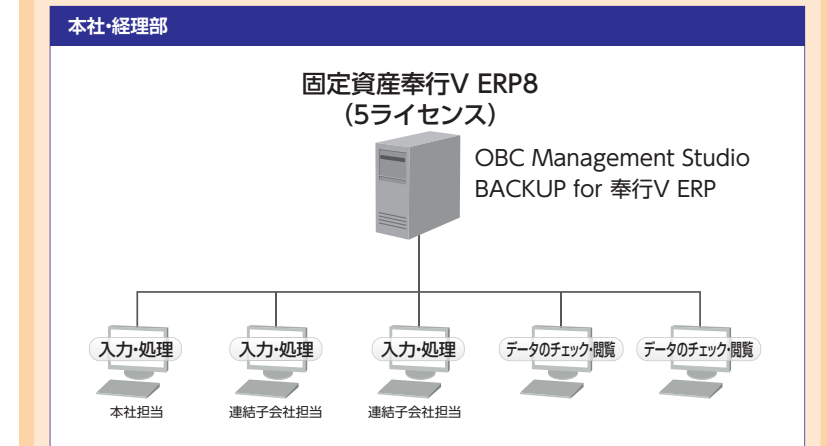 本社・経理部
固定資産奉行V ERP8
(5ライセンス)
OBC Management Studio
BACKUP for 奉行V ERP
入力・処理
入力・処理
入力・処理
データのチェック・閲覧
データのチェック・閲覧
本社担当
連結子会社担当
連結子会社担当